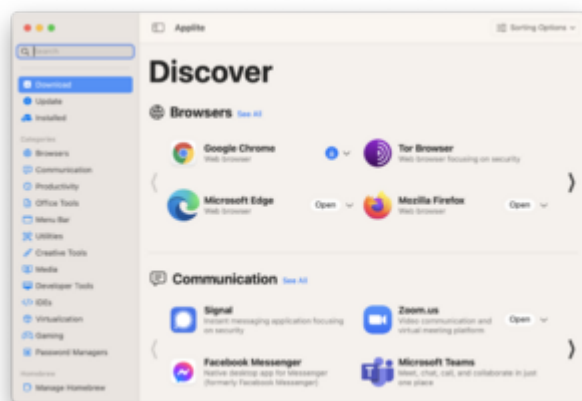 Applite
Sorting Options
Search
Download
Update
Installed
Categories
Browsers
Communication
Productivity
Office Tools
Menu Bar
Utilities
Creative Tools
Media
Developer Tools
IDEs
Virtualization
Gaming
Password Managers
Homebrew
Manage Homebrew
Discover
Browsers See All
Google Chrome
Web browser
Tor Browser
Web browser focusing on security
Microsoft Edge
Web browser
Open
Mozilla Firefox
Web browser
Open
Communication See All
Signal
Instant messaging application focusing
on security
Zoom.us
Video communication and
virtual meeting platform
Open
Facebook Messenger
Native desktop app for Messenger
(formerly Facebook Messenger)
Microsoft Teams
Meet, chat, call, and collaborate in just
one place